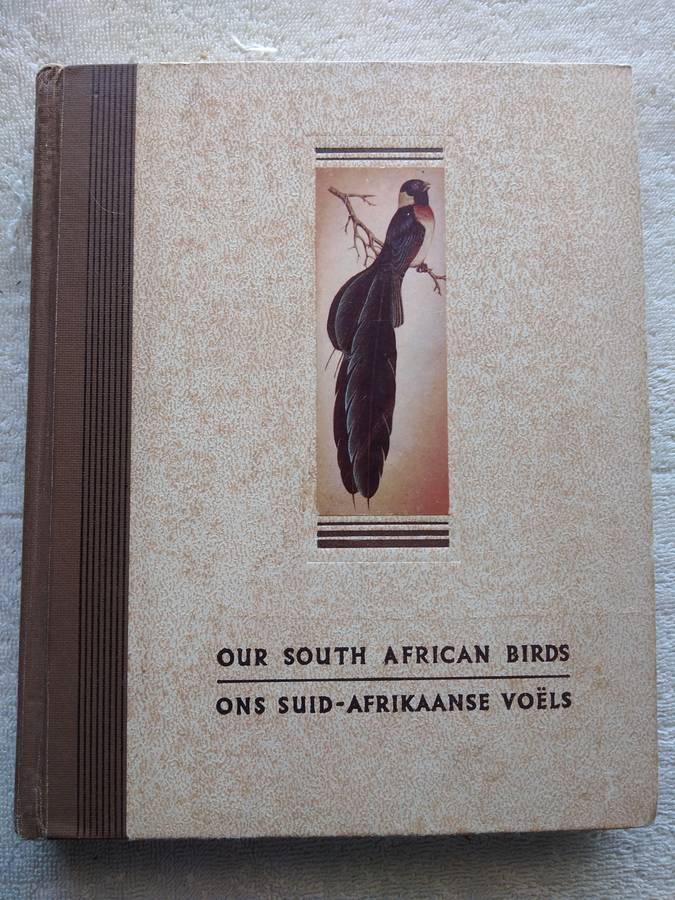 OUR SOUTH AFRICAN BIRDS
ONS SUID-AFRIKAANSE VOËLS